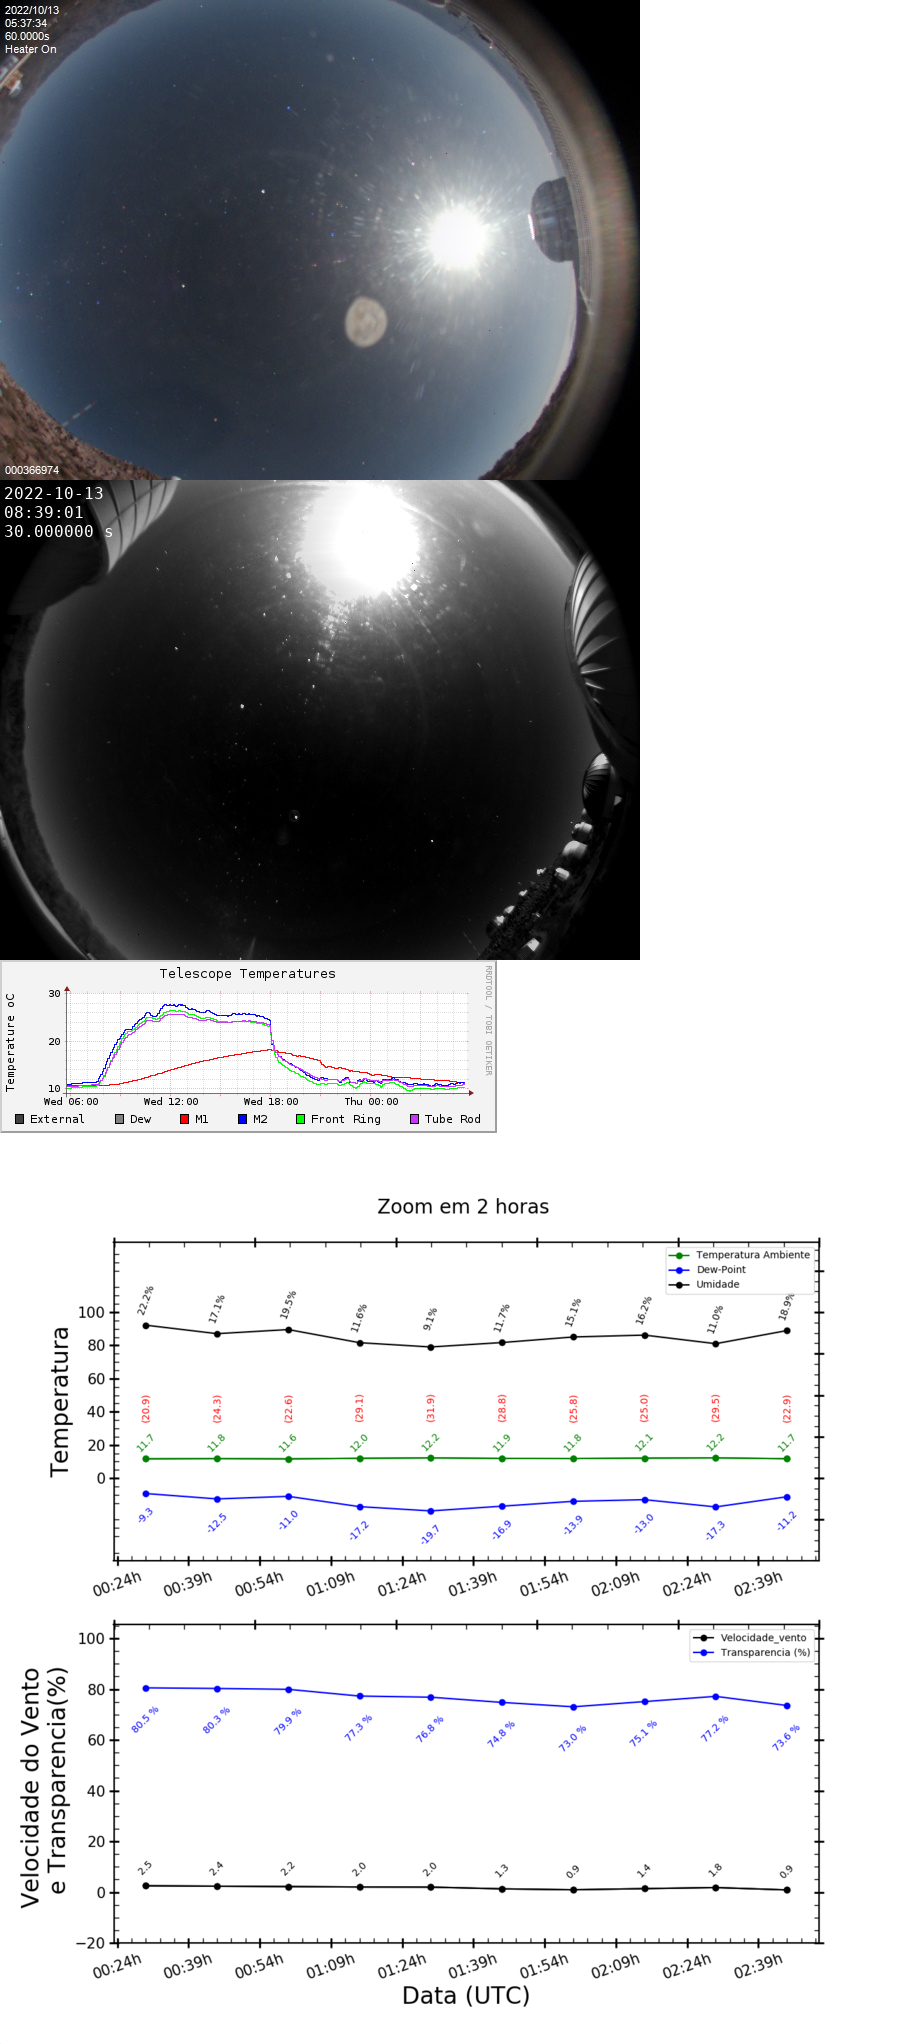 2022/10/13
05:37:34
60.0000s
Heater On
000366974
2022-10-13
08:39:01
30.000000 s
Telescope Temperatures
RRDTOOL / TOBI OETIKER
Temperature oC
30
20
10
Wed 06:00 Wed 12:00 Wed 18:00 Thu 00:00
External Dew M1 M2 Front Ring Tube Rod
Zoom em 2 horas
Temperatura Ambiente
Dew-Point
Umidade
Temperatura
100
80
60
40
20
0
22.2% 17.1% 19.5% 11.6% 9.1% 11.7% 15.1% 16.2% 11.0% 18.9%
(20.9) (24.3) (22.6) (29.1) (31.9) (28.8) (25.8) (25.0) (29.5) (22.9)
11.7 11.8 11.6 12.0 12.2 11.9 11.8 12.1 12.2 11.7
-9.3 -12.5 -11.0 -17.2 -19.7 -16.9 -13.9 -13.0 -17.3 -11.2
00:24h 00:39h 00:54h 01:09h 01:24h 01:39h 01:54h 02:09h 02:24h 02:39h
Velocidade_vento
Transparencia (%)
Velocidade do Vento
e Transparencia(%)
100
80
60
40
20
0
−20
80.5 % 80.3 % 79.9 % 77.3 % 76.8 % 74.8 % 73.0 % 75.1 % 77.2 % 73.6 %
2.5 2.4 2.2 2.0 2.0 1.3 0.9 1.4 1.8 0.9
00:24h 00:39h 00:54h 01:09h 01:24h 01:39h 01:54h 02:09h 02:24h 02:39h
Data (UTC)